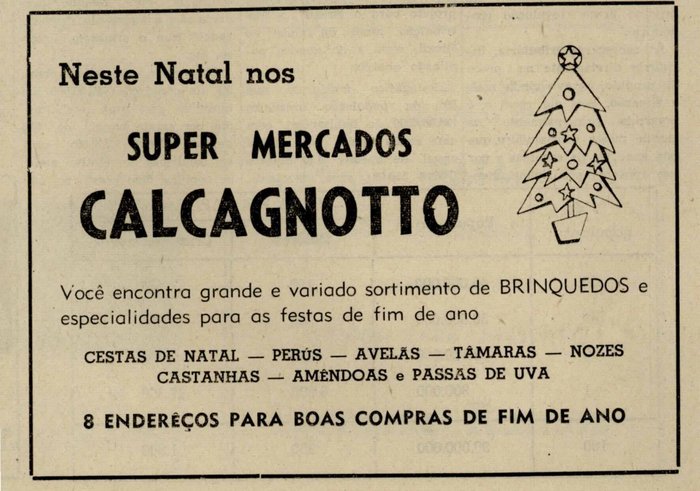 Neste Natal nos
SUPER MERCADOS
CALCAGNOTTO
Você encontra grande e variado sortimento de BRINQUEDOS e
especialidades para as festas de fim de ano
CESTAS DE NATAL — PERÚS — AVELÃS — TÂMARAS — NOZES
CASTANHAS — AMÊNDOAS e PASSAS DE UVA
8 ENDERÊÇOS PARA BOAS COMPRAS DE FIM DE ANO